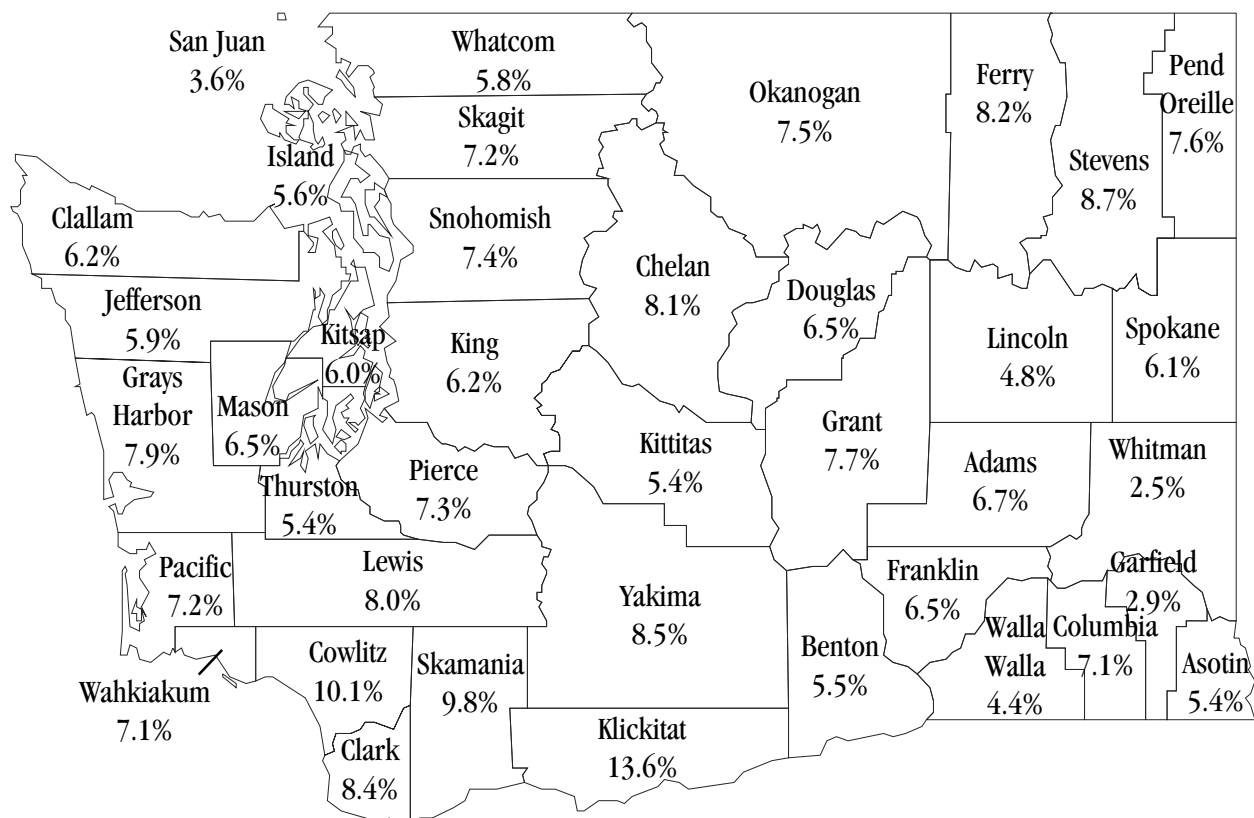 San Juan
3.6%
Whatcom
5.8%
Skagit
7.2%
Island
5.6%
Snohomish
7.4%
Okanogan
7.5%
Ferry
8.2%
Stevens
8.7%
Pend
Oreille
7.6%
Clallam
6.2%
Jefferson
5.9%
Kitsap
6.0%
King
6.2%
Chelan
8.1%
Douglas
6.5%
Lincoln
4.8%
Spokane
6.1%
Grays
Harbor
7.9%
Mason
6.5%
Thurston
5.4%
Pierce
7.3%
Kittitas
5.4%
Grant
7.7%
Adams
6.7%
Whitman
2.5%
Pacific
7.2%
Lewis
8.0%
Yakima
8.5%
Benton
5.5%
Franklin
6.5%
Walla
Walla
4.4%
Columbia
7.1%
Garfield
2.9%
Asotin
5.4%
Wahkiakum
7.1%
Cowlitz
10.1%
Skamania
9.8%
Clark
8.4%
Klickitat
13.6%